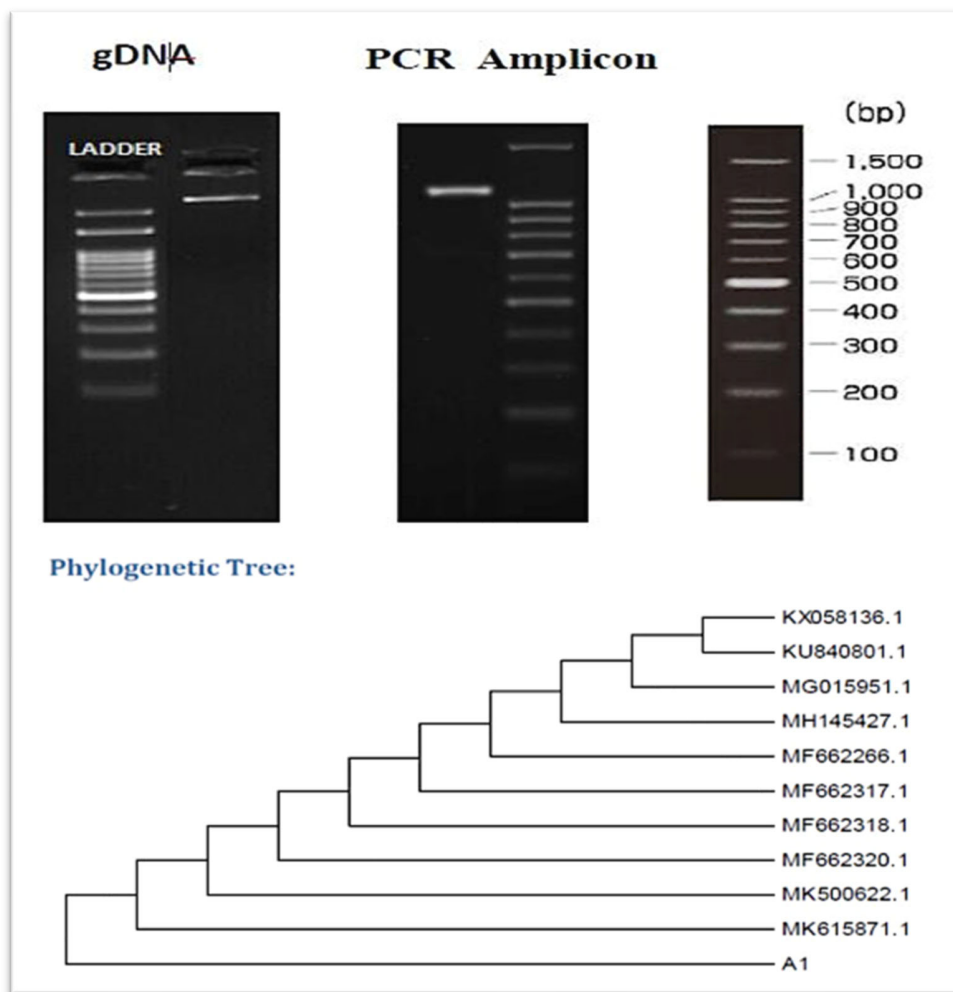 gDNA
PCR Amplicon
(bp)
LADDER
1,500
1,000
900
800
700
600
500
400
300
200
100
Phylogenetic Tree:
KX058136.1
KU840801.1
MG015951.1
MH145427.1
MF662266.1
MF662317.1
MF662318.1
MF662320.1
MK500622.1
MK615871.1
A1